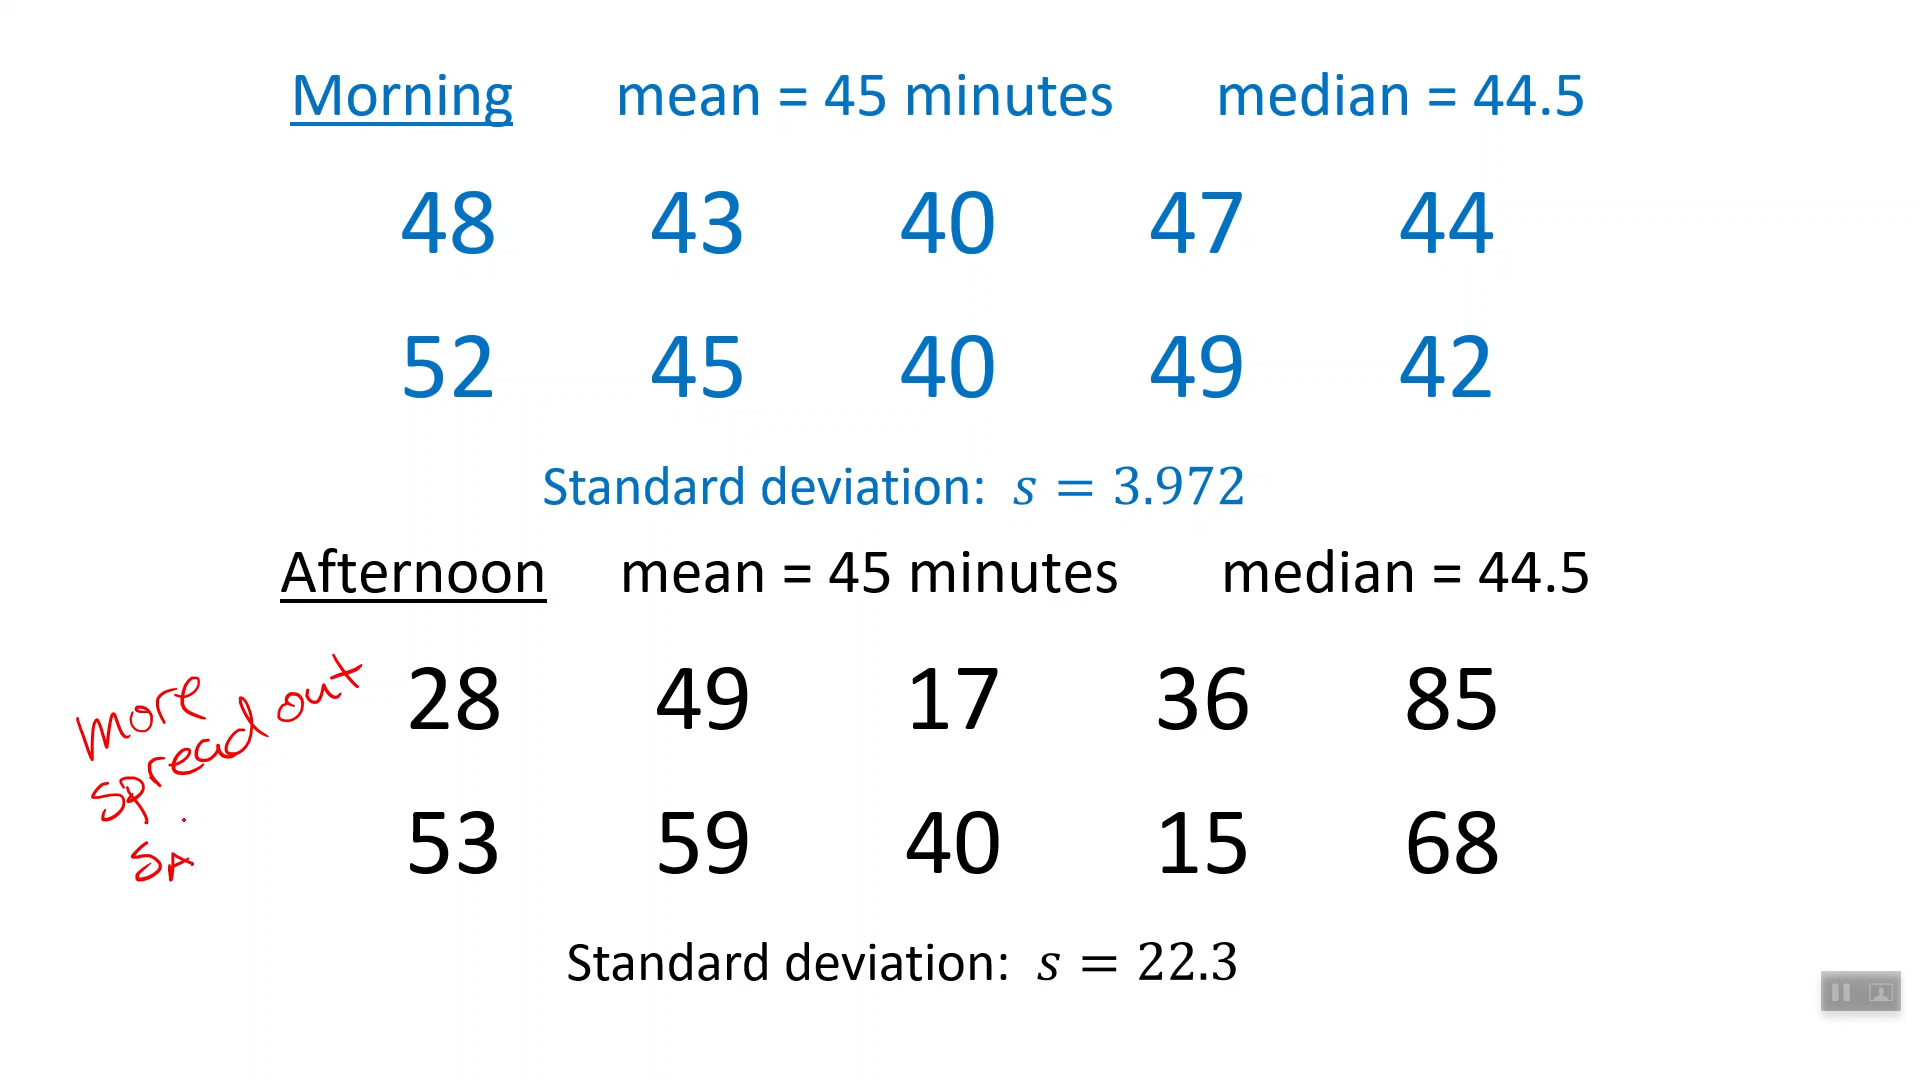 Morning mean = 45 minutes median = 44.5
48 43 40 47 44
52 45 40 49 42
Standard deviation: s = 3.972
Afternoon mean = 45 minutes median = 44.5
more
spread out
28 49 17 36 85
53 59 40 15 68
SA
Standard deviation: s = 22.3